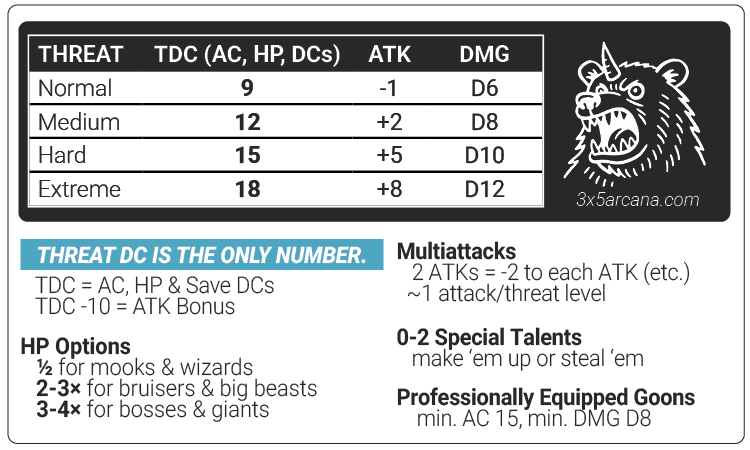 THREAT TDC (AC, HP, DCs) ATK DMG
Normal 9 -1 D6
Medium 12 +2 D8
Hard 15 +5 D10
Extreme 18 +8 D12
3x5arcana.com
THREAT DC IS THE ONLY NUMBER.
TDC = AC, HP & Save DCs
TDC -10 = ATK Bonus
HP Options
½ for mooks & wizards
2-3× for bruisers & big beasts
3-4× for bosses & giants
Multiattacks
2 ATKs = -2 to each ATK (etc.)
~1 attack/threat level
0-2 Special Talents
make ‘em up or steal ‘em
Professionally Equipped Goons
min. AC 15, min. DMG D8